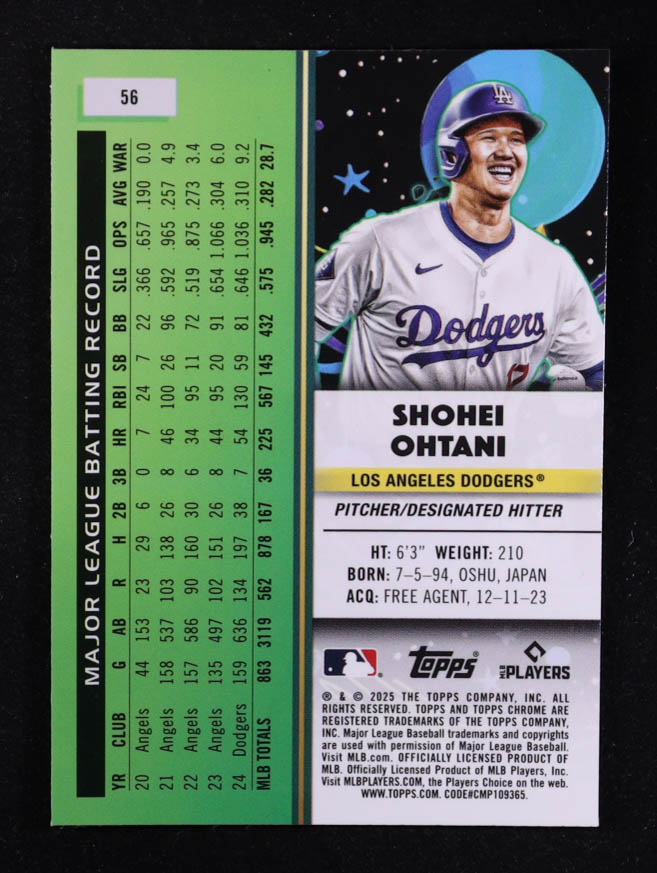 56
MAJOR LEAGUE BATTING RECORD
YR CLUB G AB R H 2B 3B HR RBI SB BB SLG OPS AVG WAR
20 Angels 44 153 23 29 6 0 7 24 7 22 .366 .657 .190 0.0
21 Angels 158 537 103 138 26 8 46 100 26 96 .592 .965 .257 4.9
22 Angels 157 586 90 160 30 6 34 95 11 72 .519 .875 .273 3.4
23 Angels 135 497 102 151 26 8 44 95 20 91 .654 1.066 .304 6.0
24 Dodgers 159 636 134 197 38 7 54 130 59 81 .646 1.036 .310 9.2
MLB TOTALS 863 3119 562 878 167 36 225 567 145 432 .575 .945 .282 28.7
LA
Dodgers
SHOHEI
OHTANI
LOS ANGELES DODGERS®
PITCHER/DESIGNATED HITTER
HT: 6'3" WEIGHT: 210
BORN: 7-5-94, OSHU, JAPAN
ACQ: FREE AGENT, 12-11-23
Topps
MLB PLAYERS
® & © 2025 THE TOPPS COMPANY, INC. ALL
RIGHTS RESERVED. TOPPS AND TOPPS CHROME ARE
REGISTERED TRADEMARKS OF THE TOPPS COMPANY,
INC. Major League Baseball trademarks and copyrights
are used with permission of Major League Baseball.
Visit MLB.com. OFFICIALLY LICENSED PRODUCT OF
MLB. Officially Licensed Product of MLB Players, Inc.
Visit MLBPLAYERS.COM, the Players Choice on the web.
WWW.TOPPS.COM. CODE#CMP109365.